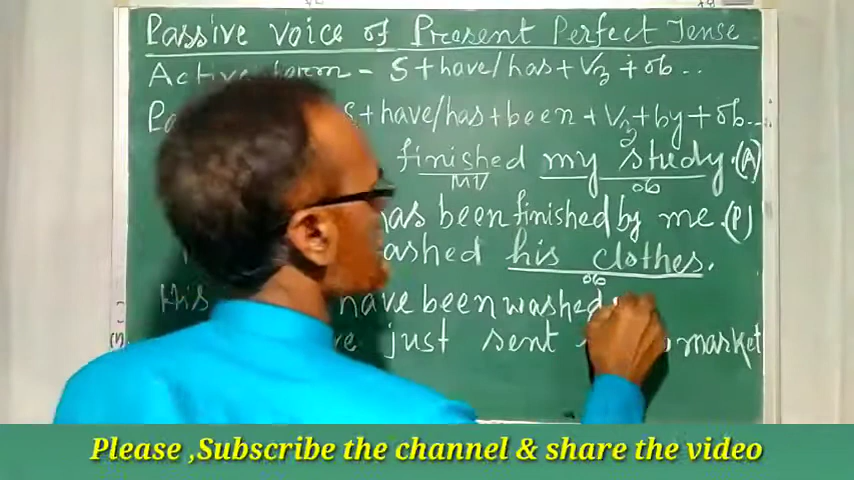 Passive voice of Present Perfect Tense
Active form - S + have/has + V3 + ob ..
S + have/has + been + V3 + by + ob...
finished my study. (A)
MV ob
has been finished by me. (P)
washed his clothes.
ob
His have been washed
just sent market
Please ,Subscribe the channel & share the video